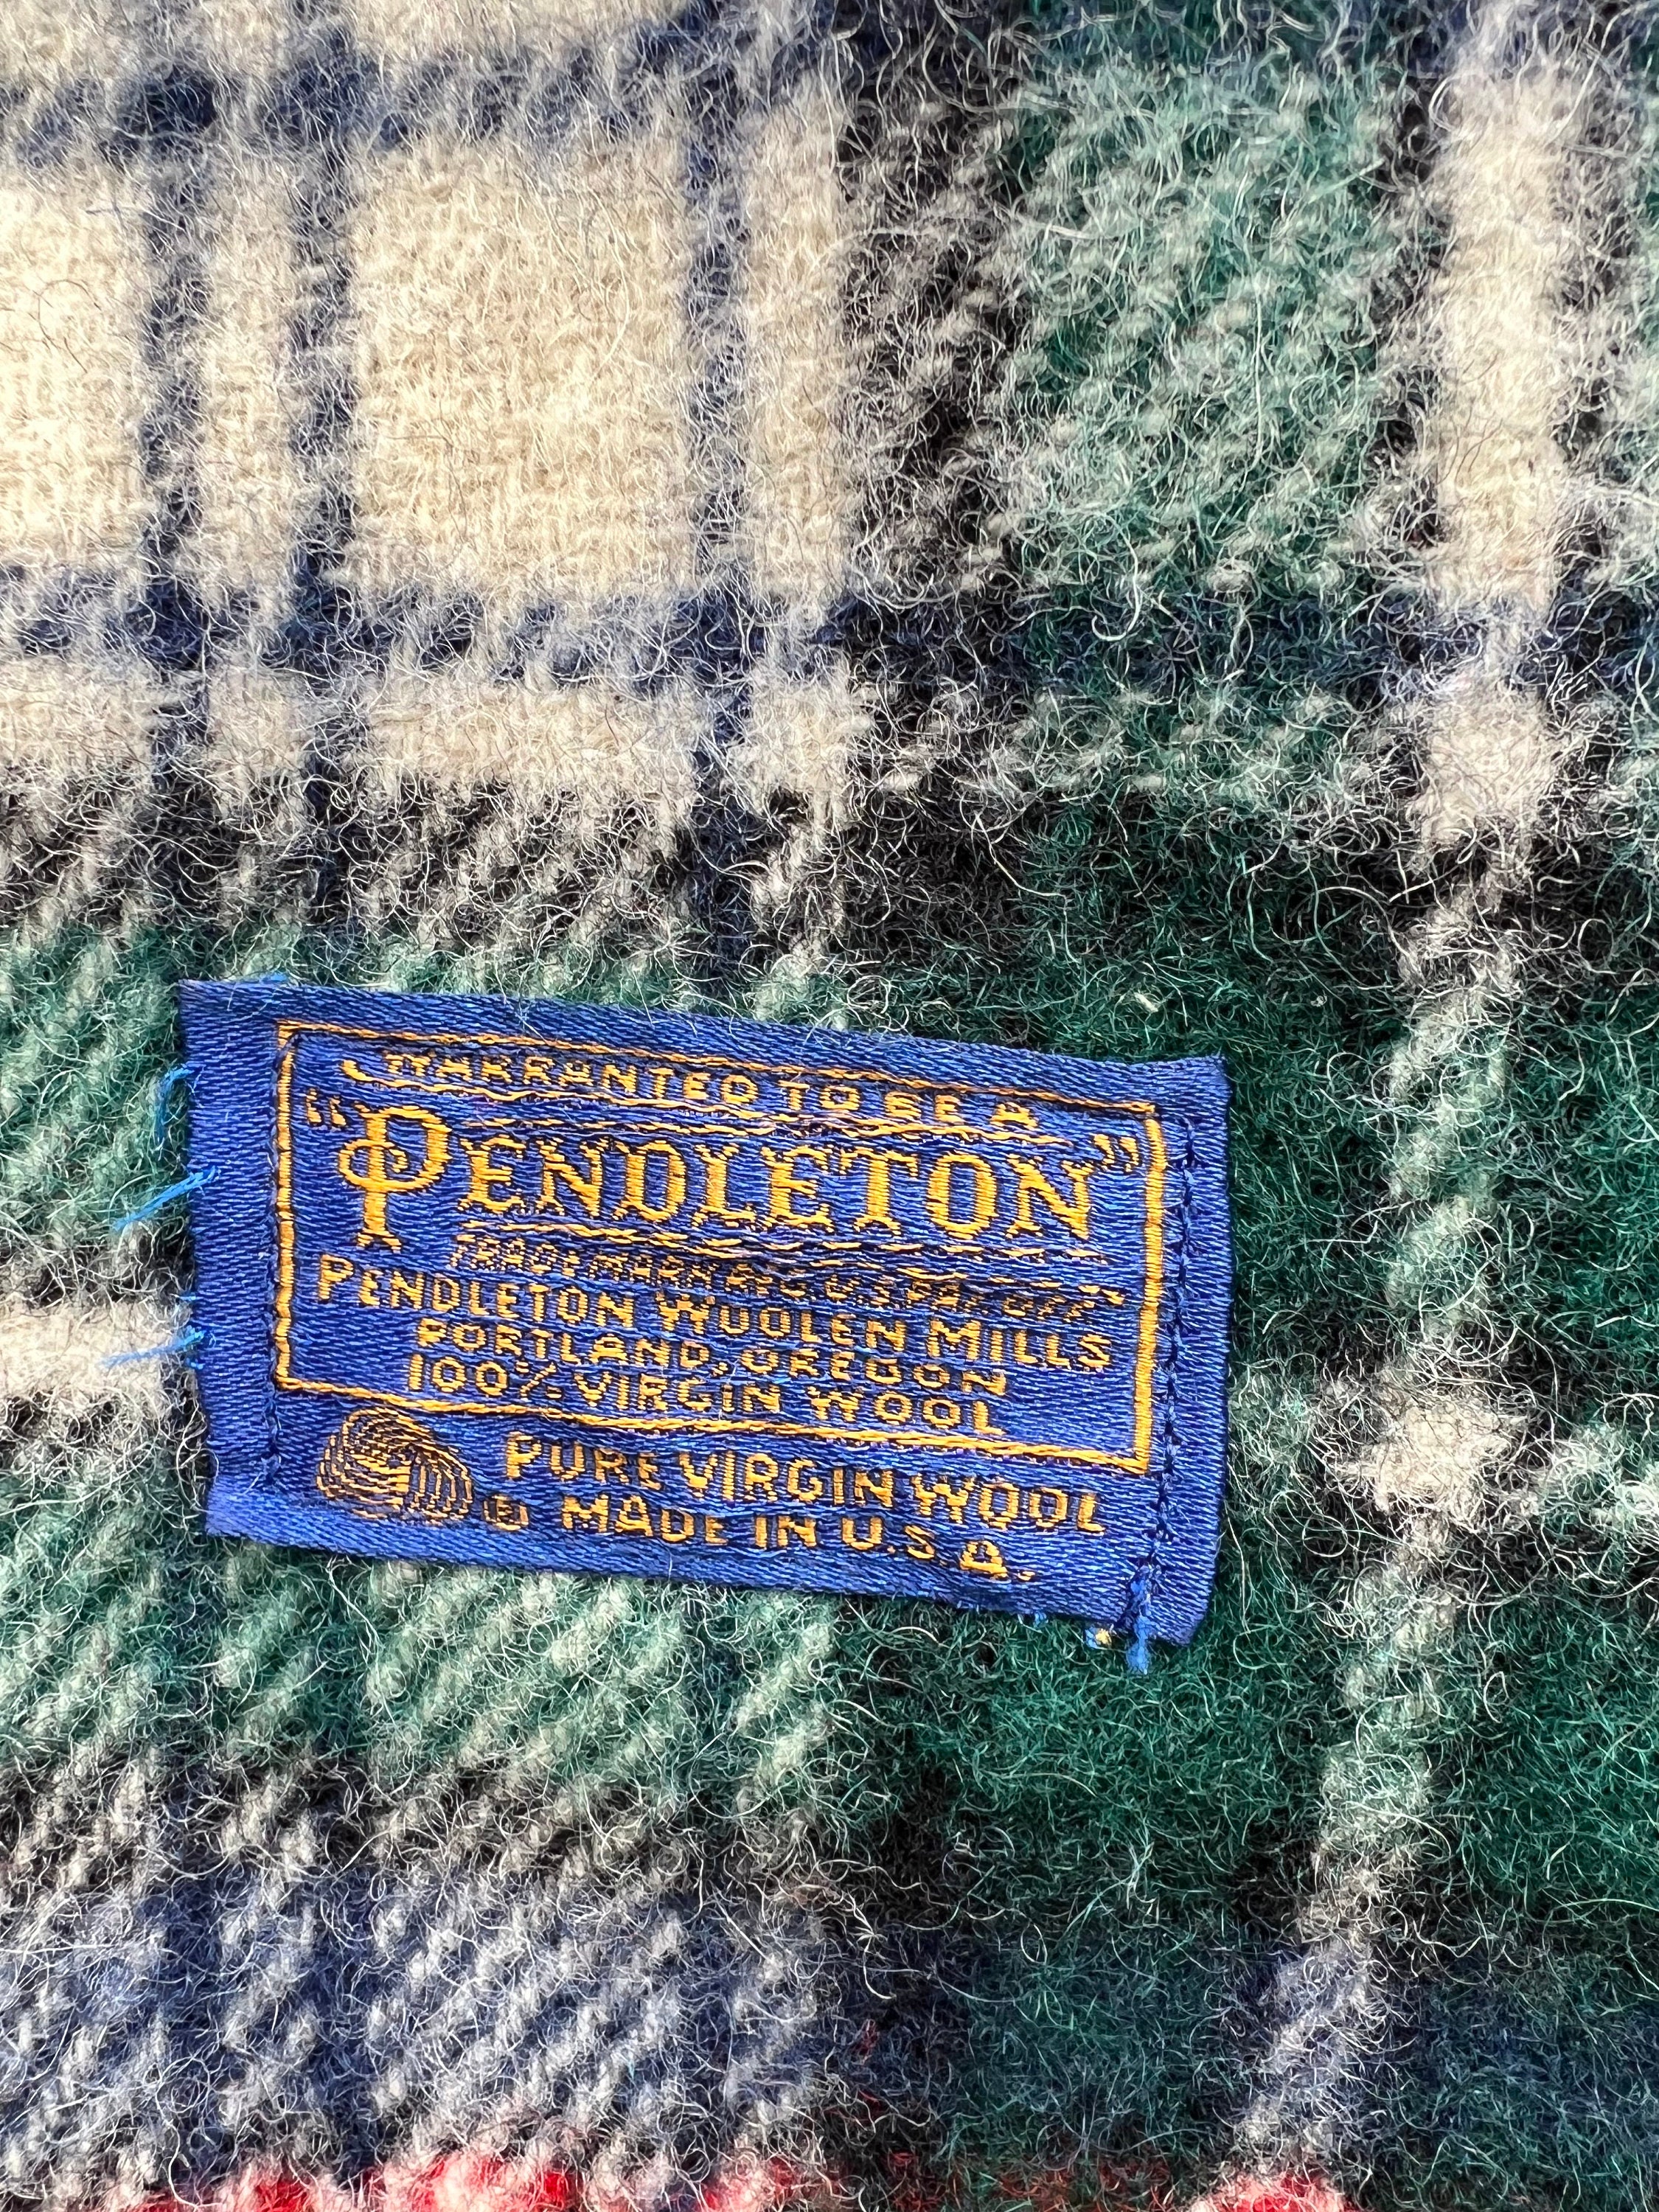 WARRANTED TO BE A
"PENDLETON"
TRADE MARK REG. U.S. PAT. OFF.
PENDLETON WOOLEN MILLS
PORTLAND, OREGON
100% VIRGIN WOOL
PURE VIRGIN WOOL
® MADE IN U.S.A.